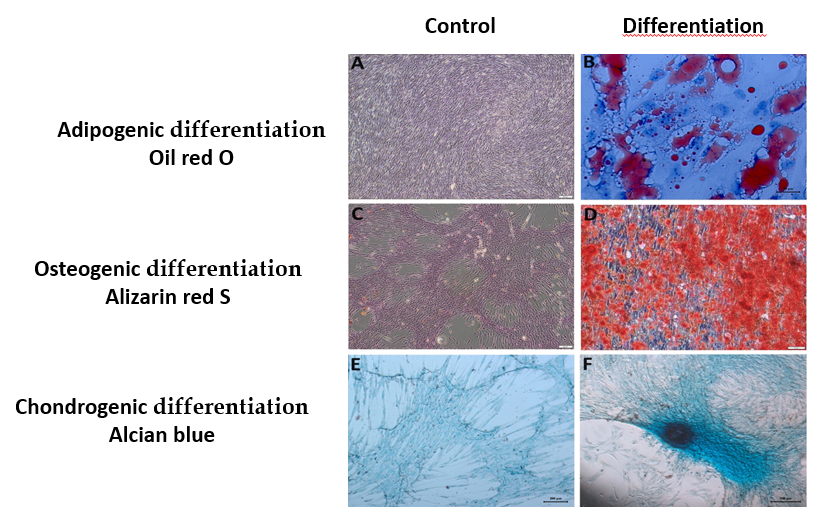 Control
Differentiation
A
B
Adipogenic differentiation
Oil red O
C
D
Osteogenic differentiation
Alizarin red S
E
F
Chondrogenic differentiation
Alcian blue